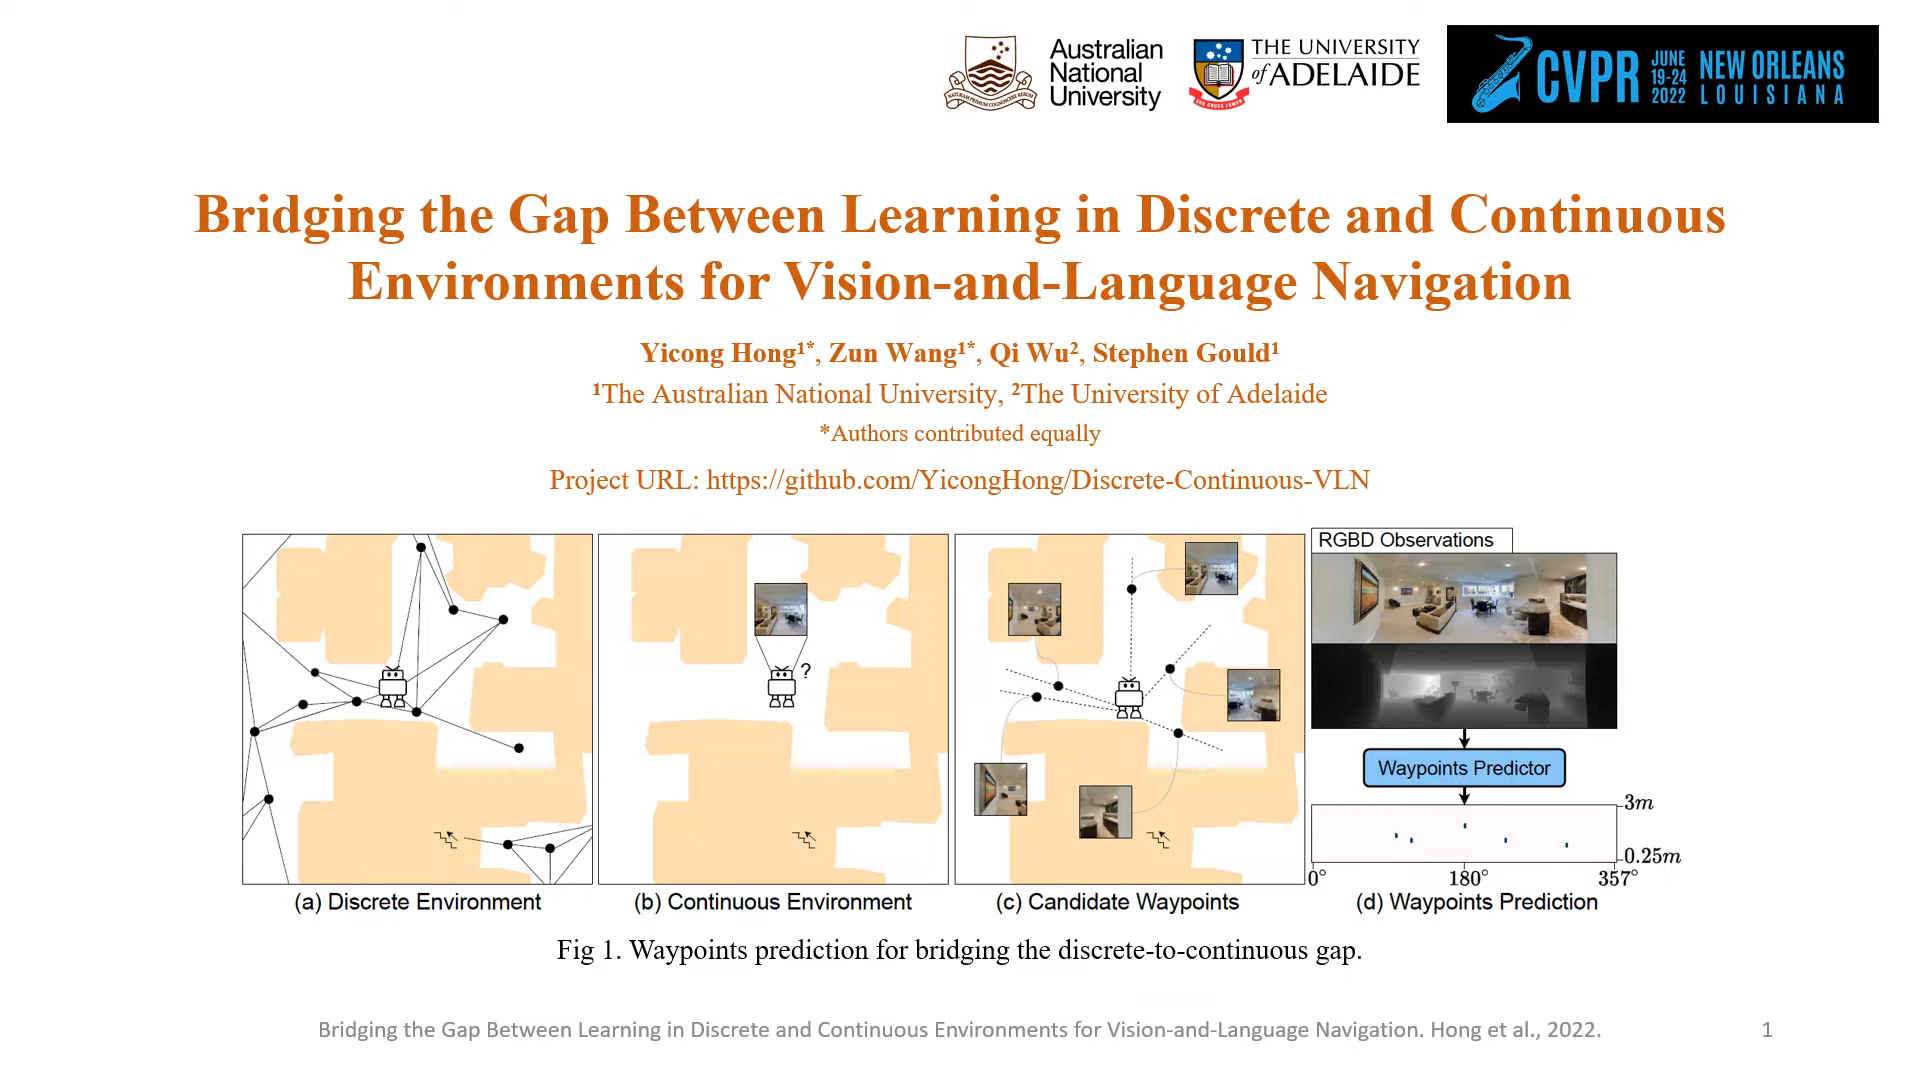 Australian
National
University
THE UNIVERSITY
of ADELAIDE
CVPR
JUNE
19-24
2022
NEW ORLEANS
LOUISIANA
Bridging the Gap Between Learning in Discrete and Continuous
Environments for Vision-and-Language Navigation
Yicong Hong¹*, Zun Wang¹*, Qi Wu², Stephen Gould¹
¹The Australian National University, ²The University of Adelaide
*Authors contributed equally
Project URL: https://github.com/YicongHong/Discrete-Continuous-VLN
RGBD Observations
?
Waypoints Predictor
3m
0.25m
0° 180° 357°
(a) Discrete Environment
(b) Continuous Environment
(c) Candidate Waypoints
(d) Waypoints Prediction
Fig 1. Waypoints prediction for bridging the discrete-to-continuous gap.
Bridging the Gap Between Learning in Discrete and Continuous Environments for Vision-and-Language Navigation. Hong et al., 2022.
1